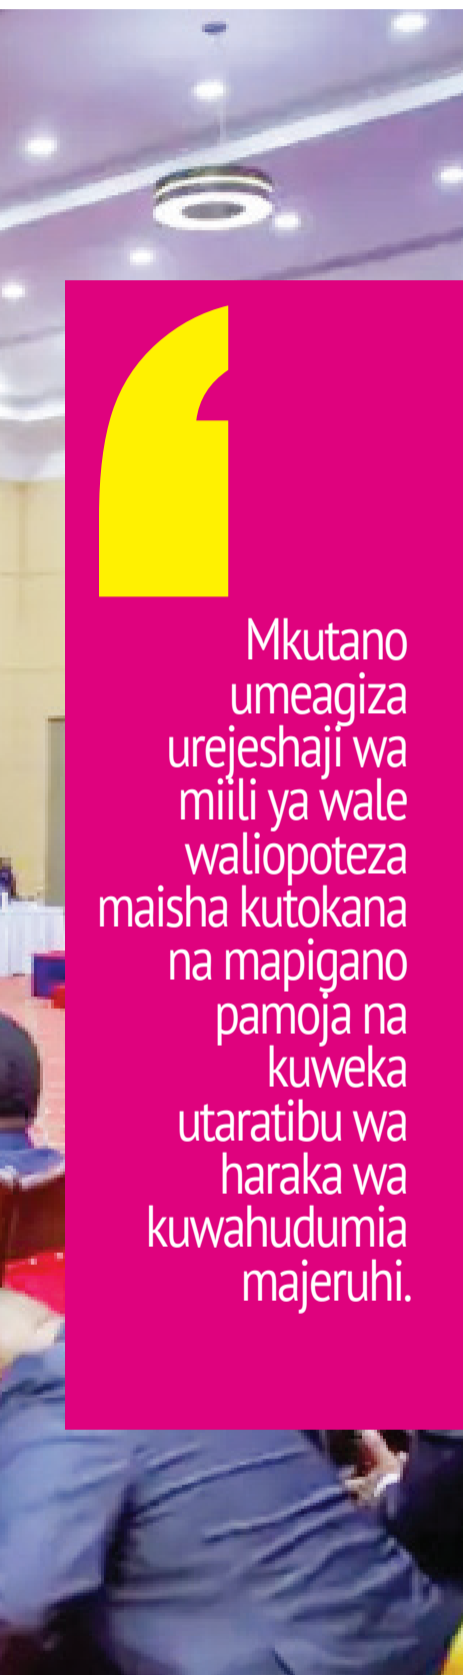 Mkutano
umeagiza
urejeshaji wa
miili ya wale
waliopoteza
maisha kutokana
na mapigano
pamoja na
kuweka
utaratibu wa
haraka wa
kuwahudumia
majeruhi.